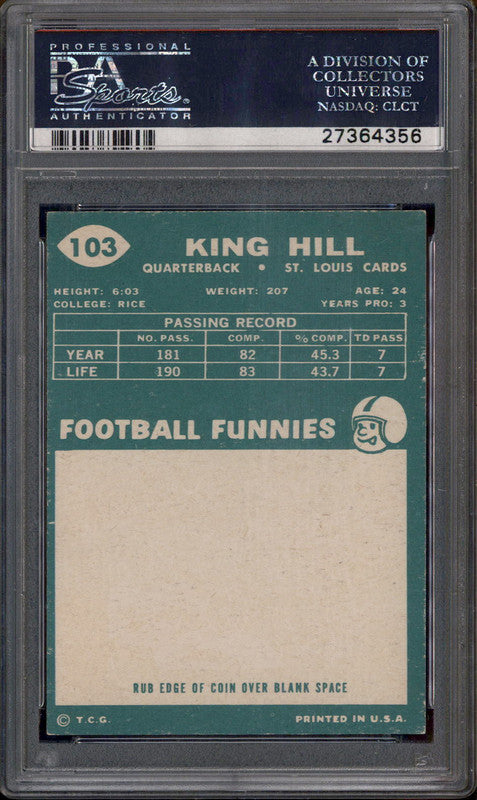 PROFESSIONAL
PSA
Sports
AUTHENTICATOR
A DIVISION OF
COLLECTORS
UNIVERSE
NASDAQ: CLCT
27364356
103
KING HILL
QUARTERBACK • ST. LOUIS CARDS
HEIGHT: 6:03 WEIGHT: 207 AGE: 24
COLLEGE: RICE YEARS PRO: 3
PASSING RECORD
NO. PASS. COMP. % COMP. TD PASS
YEAR 181 82 45.3 7
LIFE 190 83 43.7 7
FOOTBALL FUNNIES
RUB EDGE OF COIN OVER BLANK SPACE
© T.C.G. PRINTED IN U.S.A.